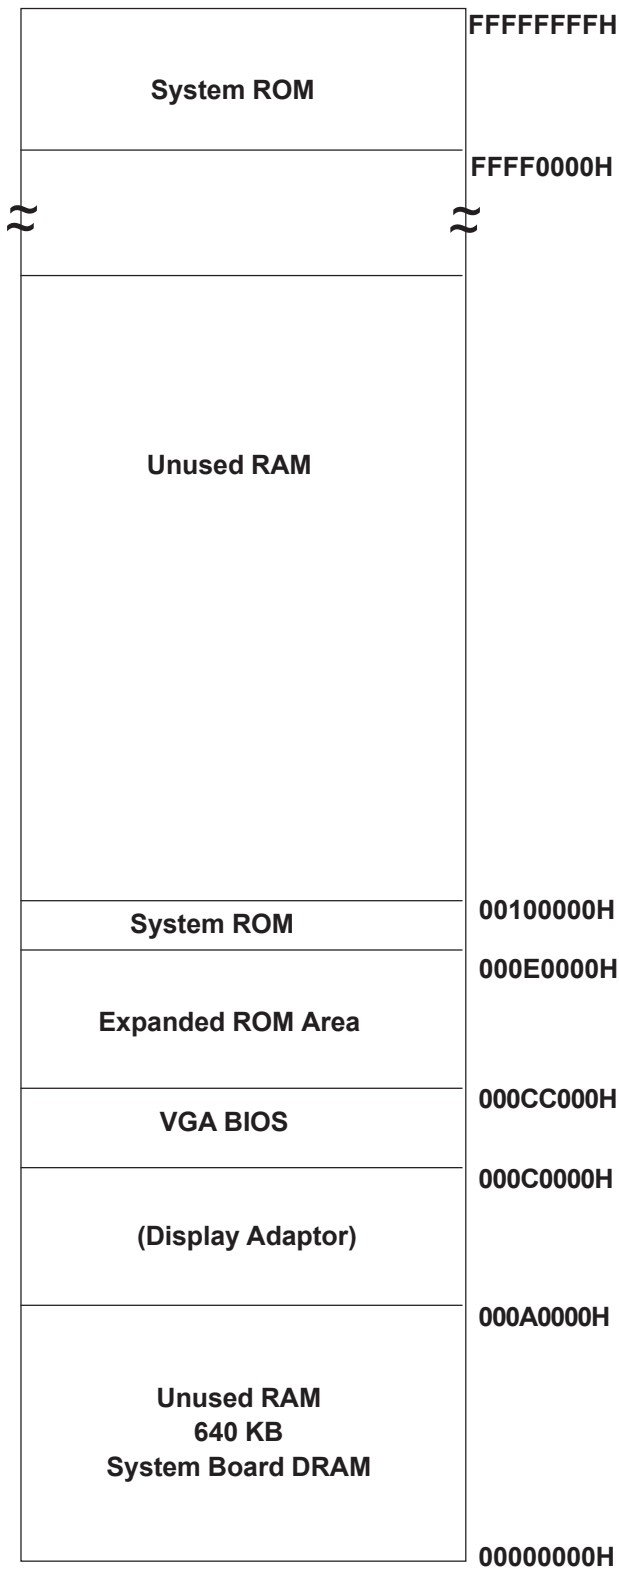 FFFFFFFFH
System ROM
FFFF0000H
Unused RAM
00100000H
System ROM
000E0000H
Expanded ROM Area
000CC000H
VGA BIOS
000C0000H
(Display Adaptor)
000A0000H
Unused RAM
640 KB
System Board DRAM
00000000H